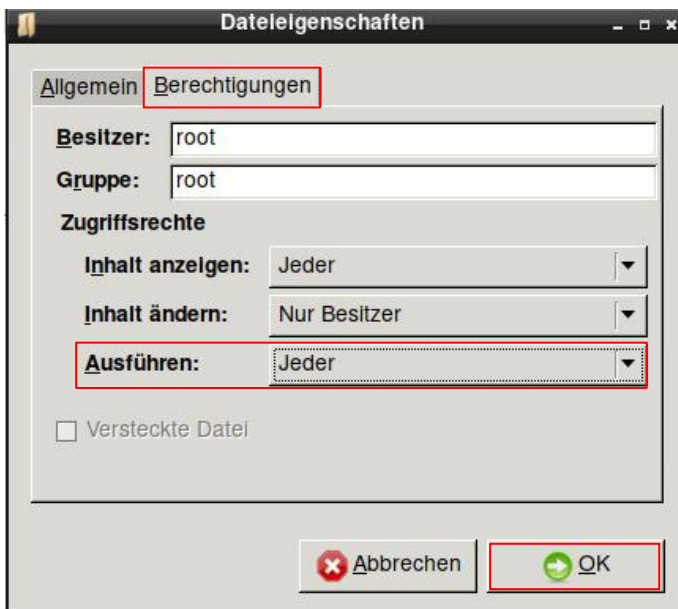 Dateieigenschaften
Allgemein Berechtigungen
Besitzer: root
Gruppe: root
Zugriffsrechte
Inhalt anzeigen: Jeder
Inhalt ändern: Nur Besitzer
Ausführen: Jeder
Versteckte Datei
Abbrechen OK